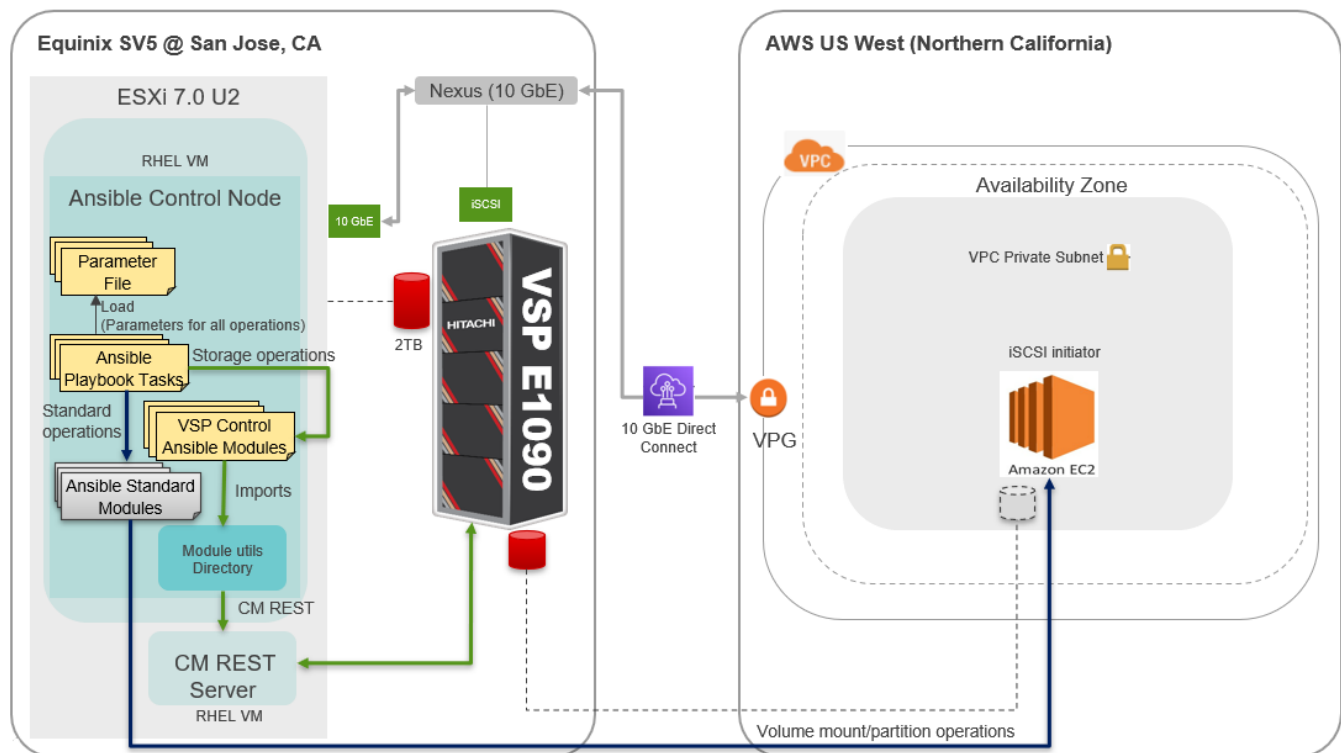 Equinix SV5 @ San Jose, CA
ESXi 7.0 U2
RHEL VM
Ansible Control Node
Parameter
File
Load
(Parameters for all operations)
Ansible
Playbook Tasks
Storage operations
Standard
operations
VSP Control
Ansible Modules
Ansible Standard
Modules
Imports
Module utils
Directory
CM REST
CM REST
Server
RHEL VM
Nexus (10 GbE)
10 GbE
iSCSI
2TB
HITACHI
VSP E1090
10 GbE Direct
Connect
AWS US West (Northern California)
VPC
Availability Zone
VPC Private Subnet
iSCSI initiator
Amazon EC2
VPG
Volume mount/partition operations